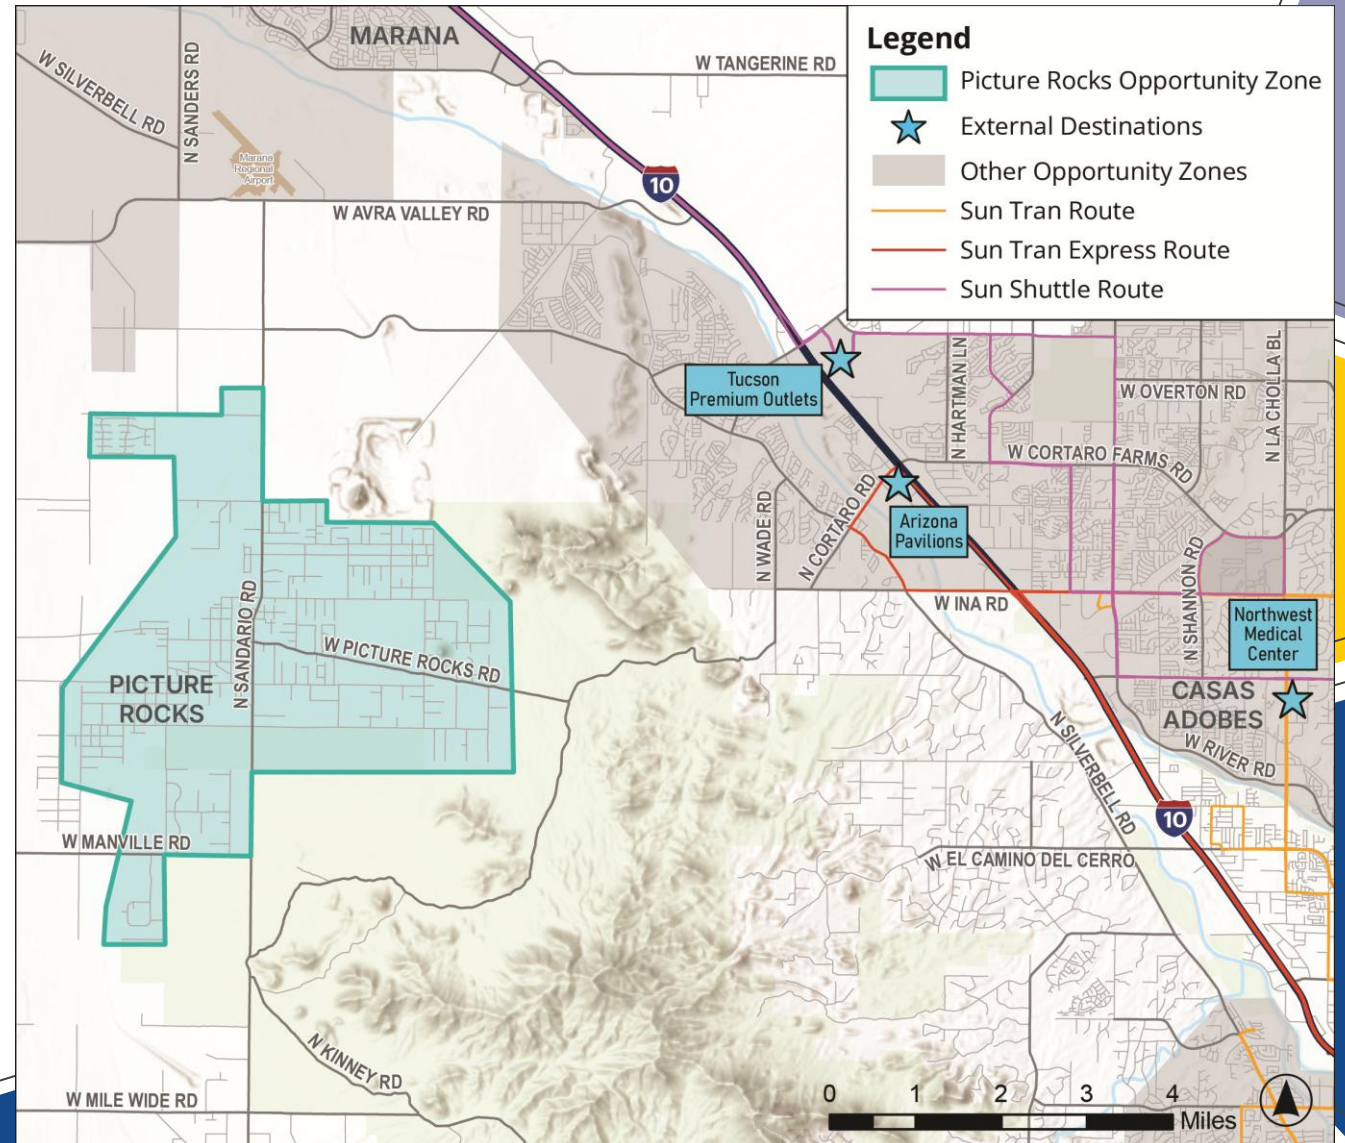 MARANA
W TANGERINE RD
W SILVERBELL RD
N SANDERS RD
Marana
Regional
Airport
10
W AVRA VALLEY RD
Legend
Picture Rocks Opportunity Zone
External Destinations
Other Opportunity Zones
Sun Tran Route
Sun Tran Express Route
Sun Shuttle Route
Tucson
Premium Outlets
N HARTMAN LN
W OVERTON RD
N LA CHOLLA BL
W CORTARO FARMS RD
N WADE RD
N CORTARO RD
Arizona
Pavilions
N SHANNON RD
W INA RD
Northwest
Medical
Center
N SANDARIO RD
W PICTURE ROCKS RD
PICTURE
ROCKS
CASAS
ADOBES
W RIVER RD
N SILVERBELL RD
10
W MANVILLE RD
W EL CAMINO DEL CERRO
N KINNEY RD
W MILE WIDE RD
0 1 2 3 4
Miles